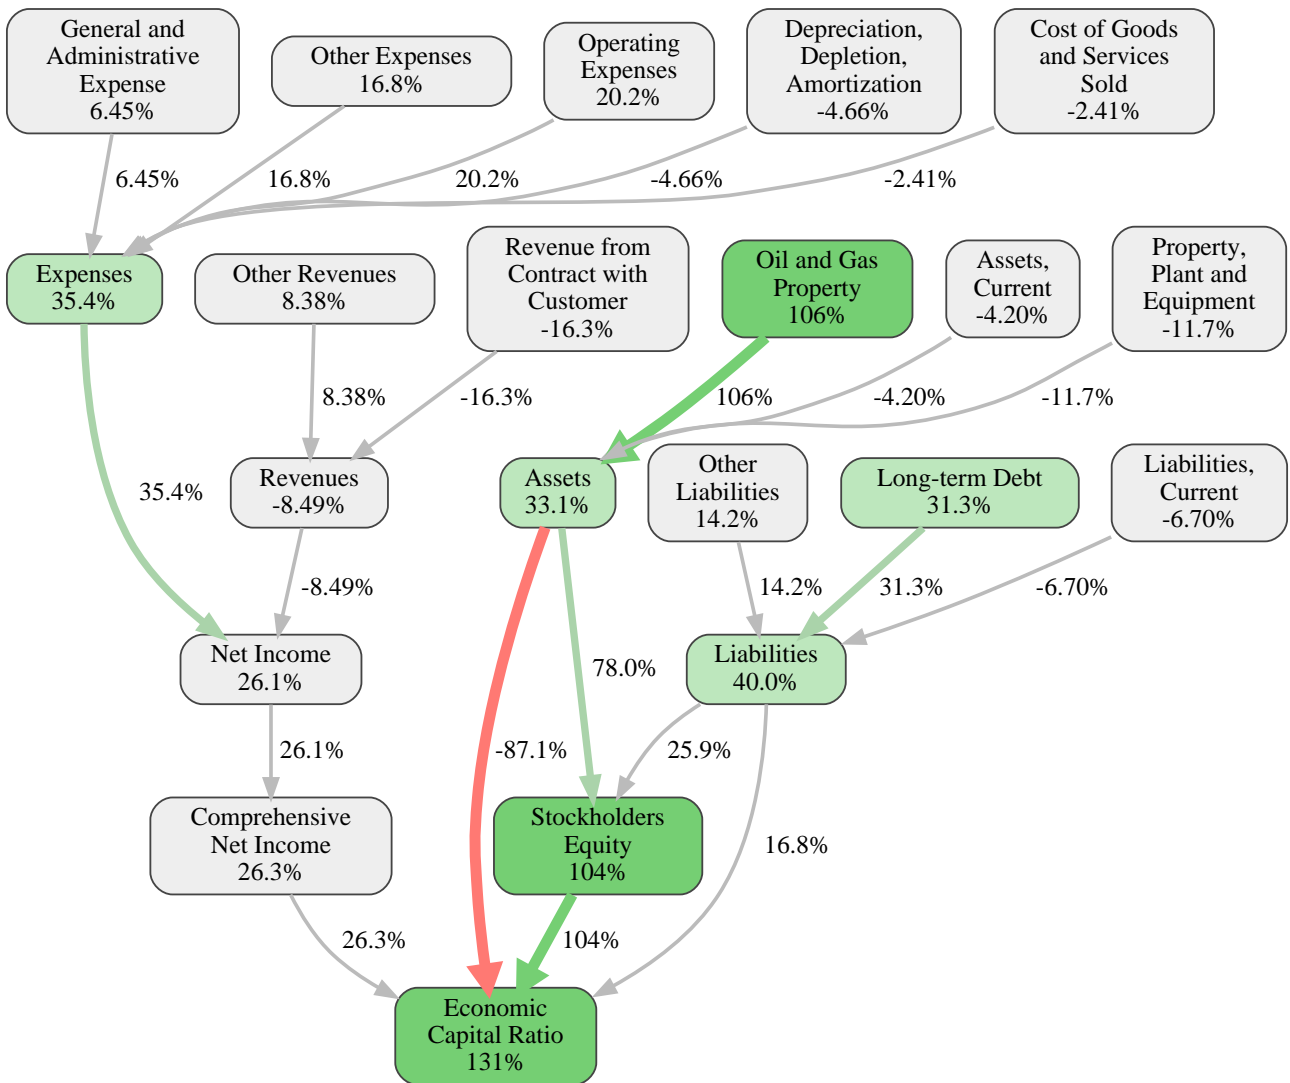 General and
Administrative
Expense
6.45%
Other Expenses
16.8%
Operating
Expenses
20.2%
Depreciation,
Depletion,
Amortization
-4.66%
Cost of Goods
and Services
Sold
-2.41%
6.45%
16.8%
20.2%
-4.66%
-2.41%
Expenses
35.4%
Other Revenues
8.38%
Revenue from
Contract with
Customer
-16.3%
Oil and Gas
Property
106%
Assets,
Current
-4.20%
Property,
Plant and
Equipment
-11.7%
8.38%
-16.3%
106%
-4.20%
-11.7%
35.4%
Revenues
-8.49%
Assets
33.1%
Other
Liabilities
14.2%
Long-term Debt
31.3%
Liabilities,
Current
-6.70%
-8.49%
14.2%
31.3%
-6.70%
Net Income
26.1%
78.0%
Liabilities
40.0%
26.1%
-87.1%
25.9%
Comprehensive
Net Income
26.3%
Stockholders
Equity
104%
16.8%
26.3%
104%
Economic
Capital Ratio
131%